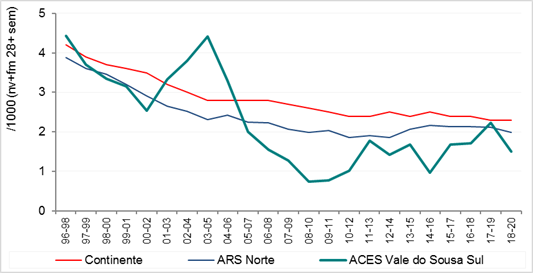 /1000 (nv+fm 28+ sem)
5
4
3
2
1
0
96-98 97-99 98-00 99-01 00-02 01-03 02-04 03-05 04-06 05-07 06-08 07-09 08-10 09-11 10-12 11-13 12-14 13-15 14-16 15-17 16-18 17-19 18-20
Continente ARS Norte ACES Vale do Sousa Sul